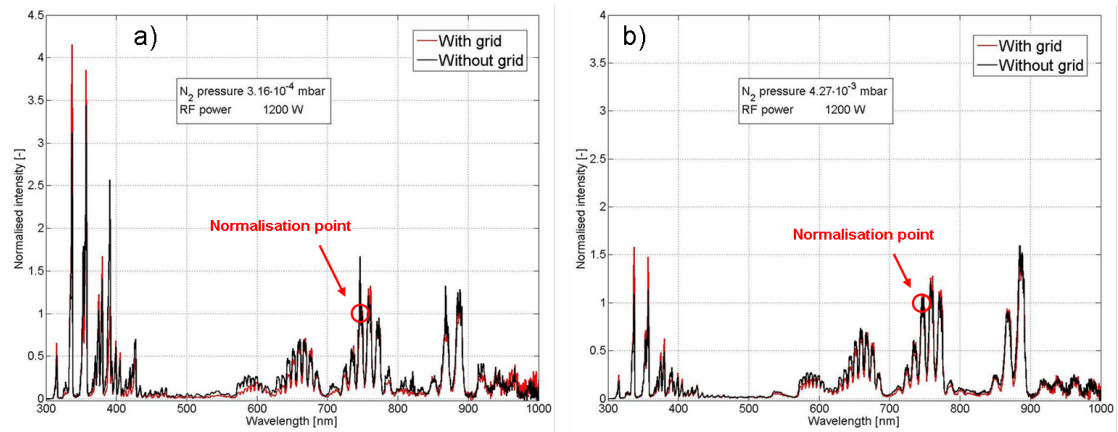 a)
With grid
Without grid
N2 pressure 3.16·10-4 mbar
RF power 1200 W
Normalisation point
Normalised intensity [-]
4.5
4
3.5
3
2.5
2
1.5
1
0.5
0
300 400 500 600 700 800 900 1000
Wavelength [nm]
b)
With grid
Without grid
N2 pressure 4.27·10-3 mbar
RF power 1200 W
Normalisation point
Normalised intensity [-]
4
3.5
3
2.5
2
1.5
1
0.5
0
300 400 500 600 700 800 900 1000
Wavelength [nm]